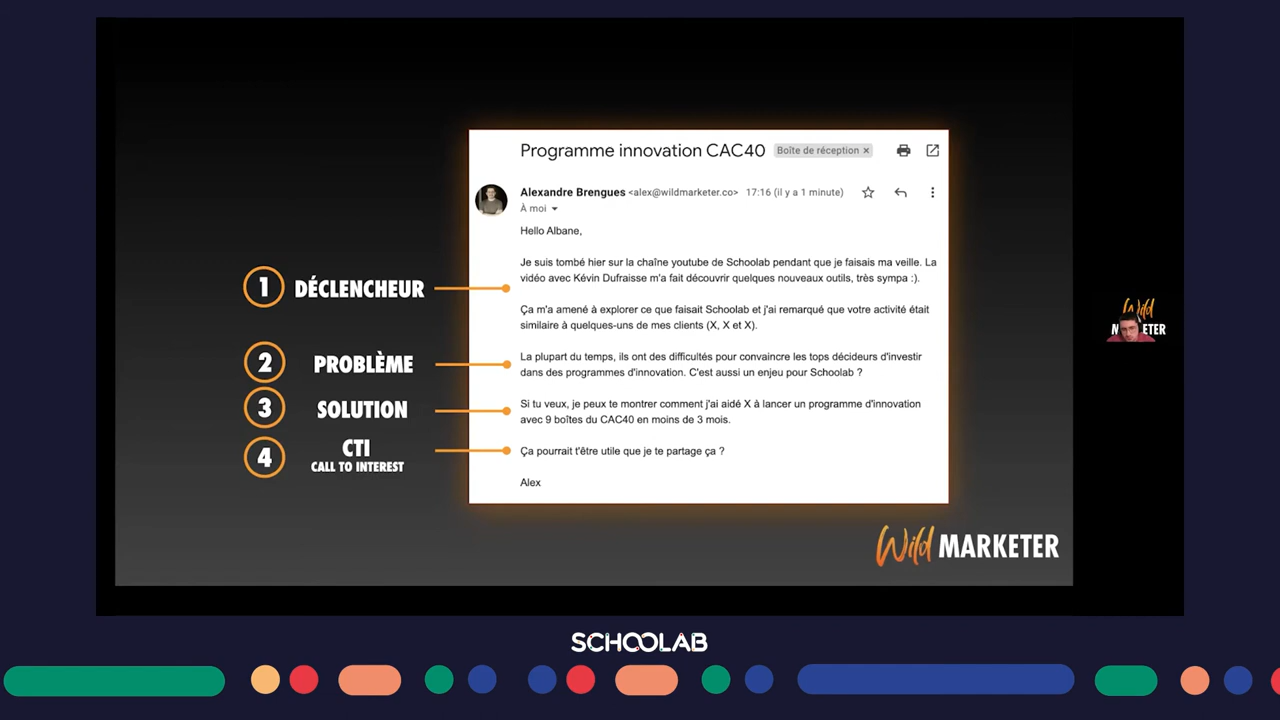 Programme innovation CAC40 Boîte de réception ×
Alexandre Brengues <alex@wildmarketer.co> 17:16 (il y a 1 minute)
À moi
Hello Albane,
Je suis tombé hier sur la chaîne youtube de Schoolab pendant que je faisais ma veille. La
vidéo avec Kévin Dufraisse m'a fait découvrir quelques nouveaux outils, très sympa :).
Ça m'a amené à explorer ce que faisait Schoolab et j'ai remarqué que votre activité était
similaire à quelques-uns de mes clients (X, X et X).
La plupart du temps, ils ont des difficultés pour convaincre les tops décideurs d'investir
dans des programmes d'innovation. C'est aussi un enjeu pour Schoolab ?
Si tu veux, je peux te montrer comment j'ai aidé X à lancer un programme d'innovation
avec 9 boîtes du CAC40 en moins de 3 mois.
Ça pourrait t'être utile que je te partage ça ?
Alex
1 DÉCLENCHEUR
2 PROBLÈME
3 SOLUTION
4 CTI
CALL TO INTEREST
Wild MARKETER
Wild
SCHOOLAB